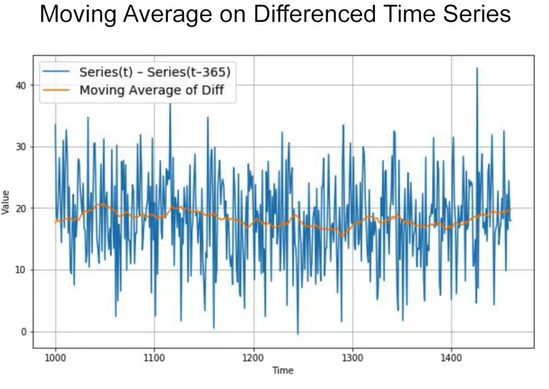 Moving Average on Differenced Time Series
Series(t) – Series(t–365)
Moving Average of Diff
40
30
20
10
0
Value
1000 1100 1200 1300 1400
Time